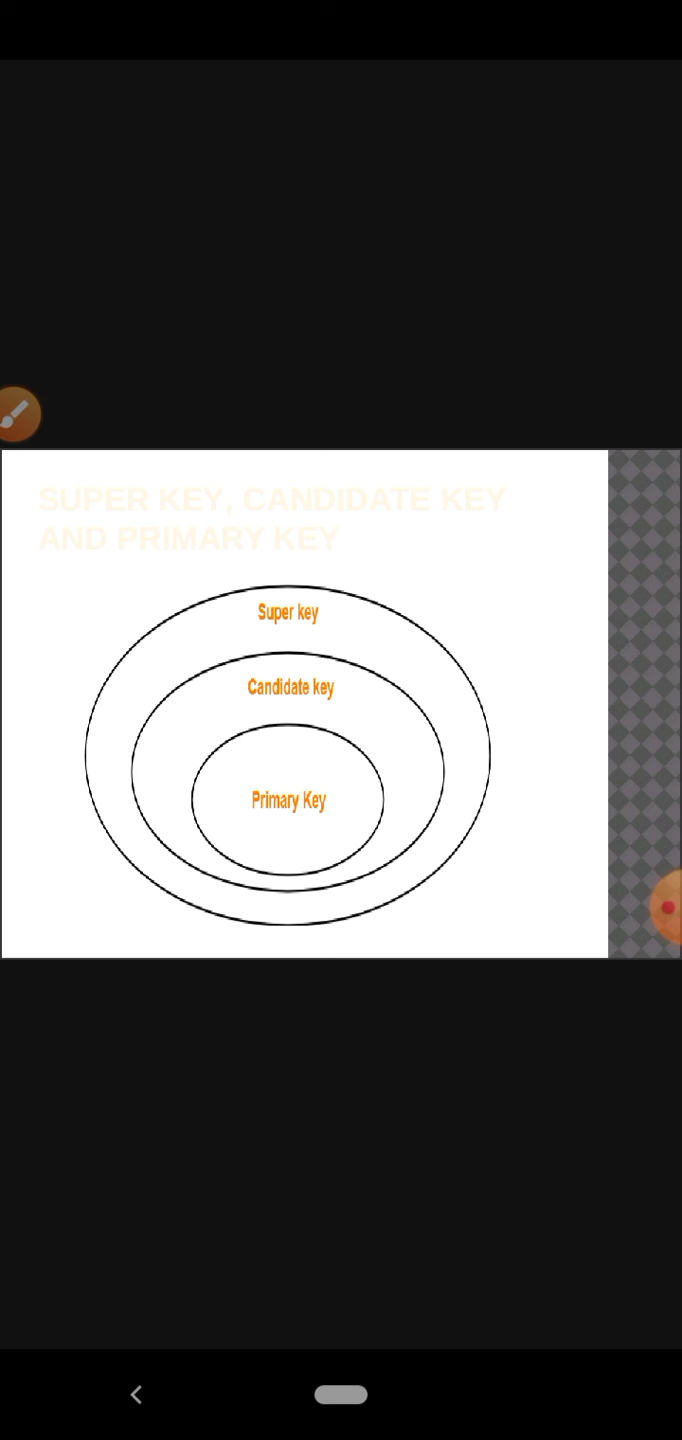 SUPER KEY, CANDIDATE KEY
AND PRIMARY KEY
Super key
Candidate key
Primary Key